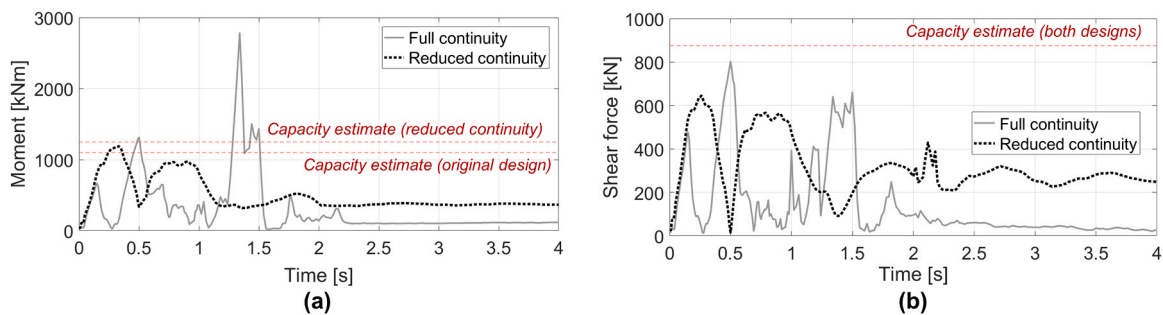 3000
2000
1000
0
Moment [kNm]
Full continuity
Reduced continuity
Capacity estimate (reduced continuity)
Capacity estimate (original design)
0 0.5 1 1.5 2 2.5 3 3.5 4
Time [s]
(a)
1000
800
600
400
200
0
Shear force [kN]
Capacity estimate (both designs)
Full continuity
Reduced continuity
0 0.5 1 1.5 2 2.5 3 3.5 4
Time [s]
(b)